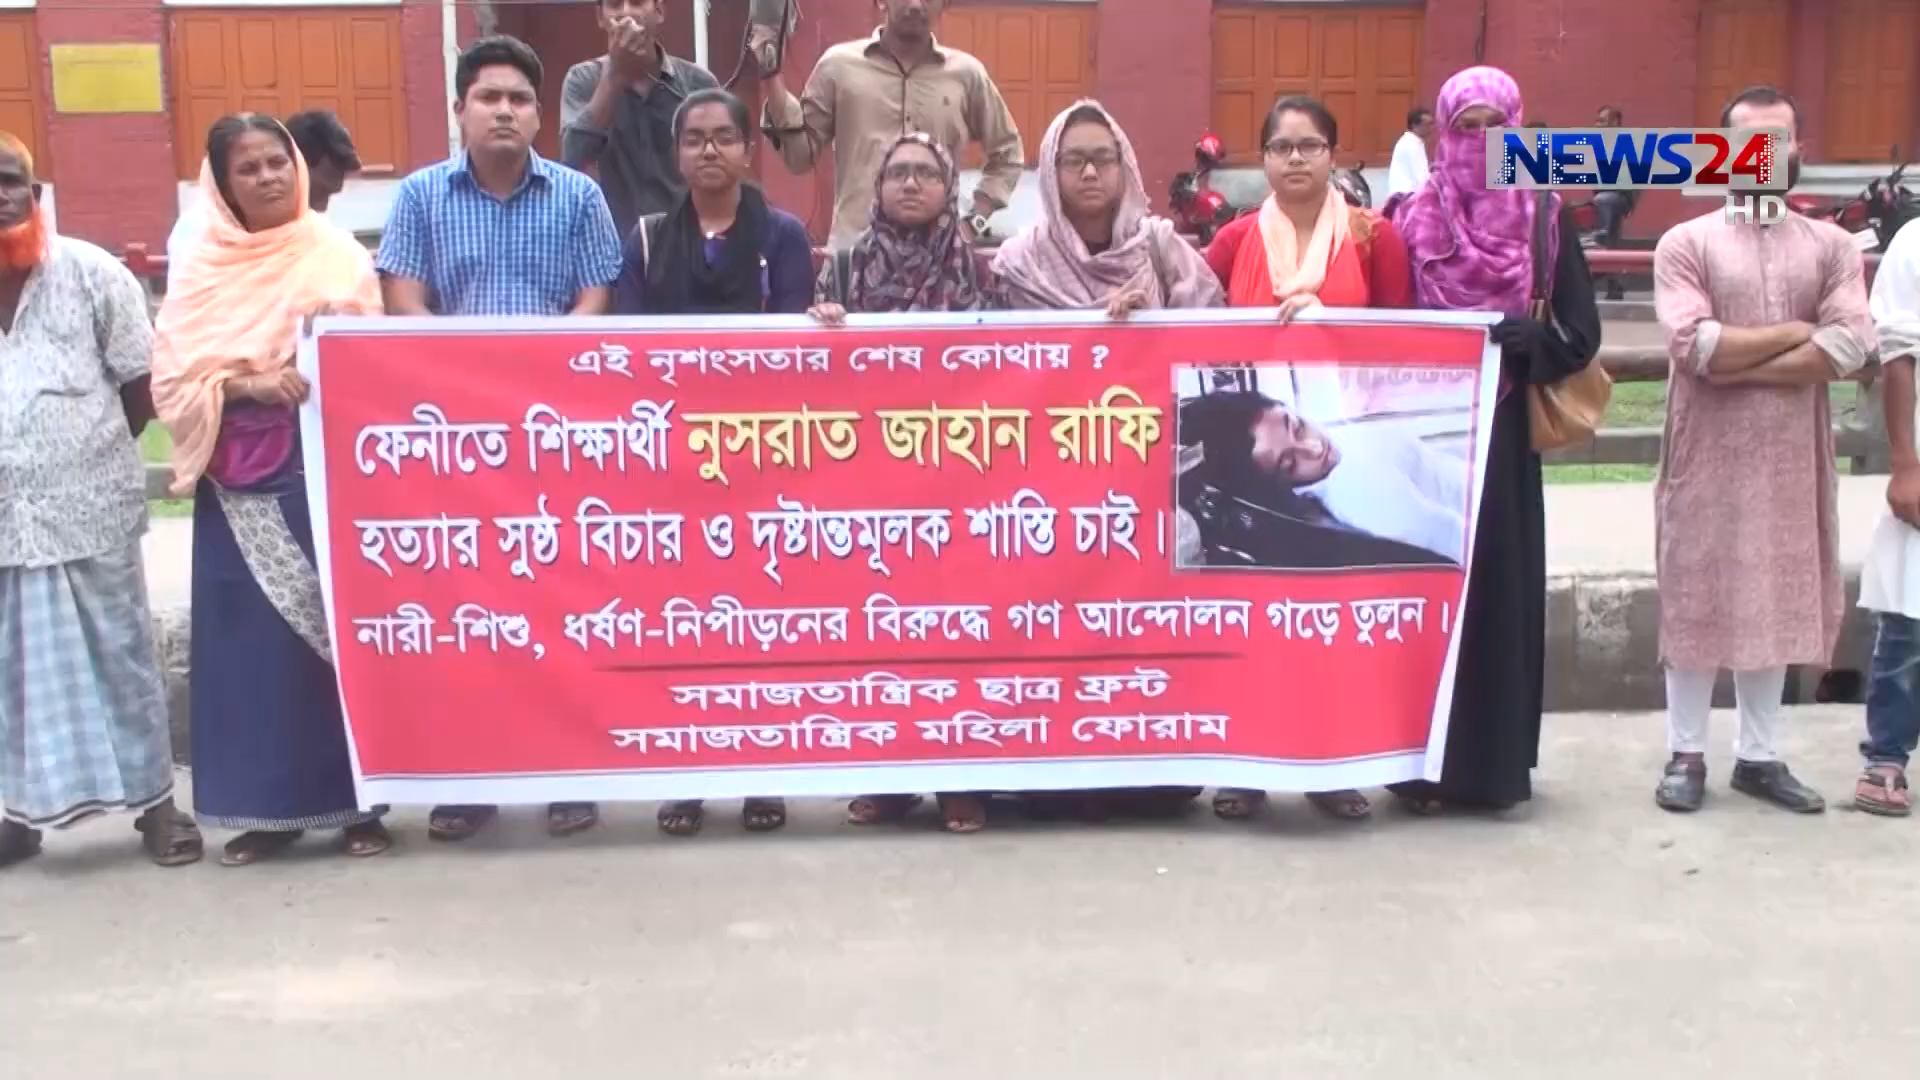 NEWS24
HD
এই নৃশংসতার শেষ কোথায় ?
ফেনীতে শিক্ষার্থী নুসরাত জাহান রাফি
হত্যার সুষ্ঠ বিচার ও দৃষ্টান্তমূলক শাস্তি চাই ।
নারী-শিশু, ধর্ষণ-নিপীড়নের বিরুদ্ধে গণ আন্দোলন গড়ে তুলুন ।
সমাজতান্ত্রিক ছাত্র ফ্রন্ট
সমাজতান্ত্রিক মহিলা ফোরাম